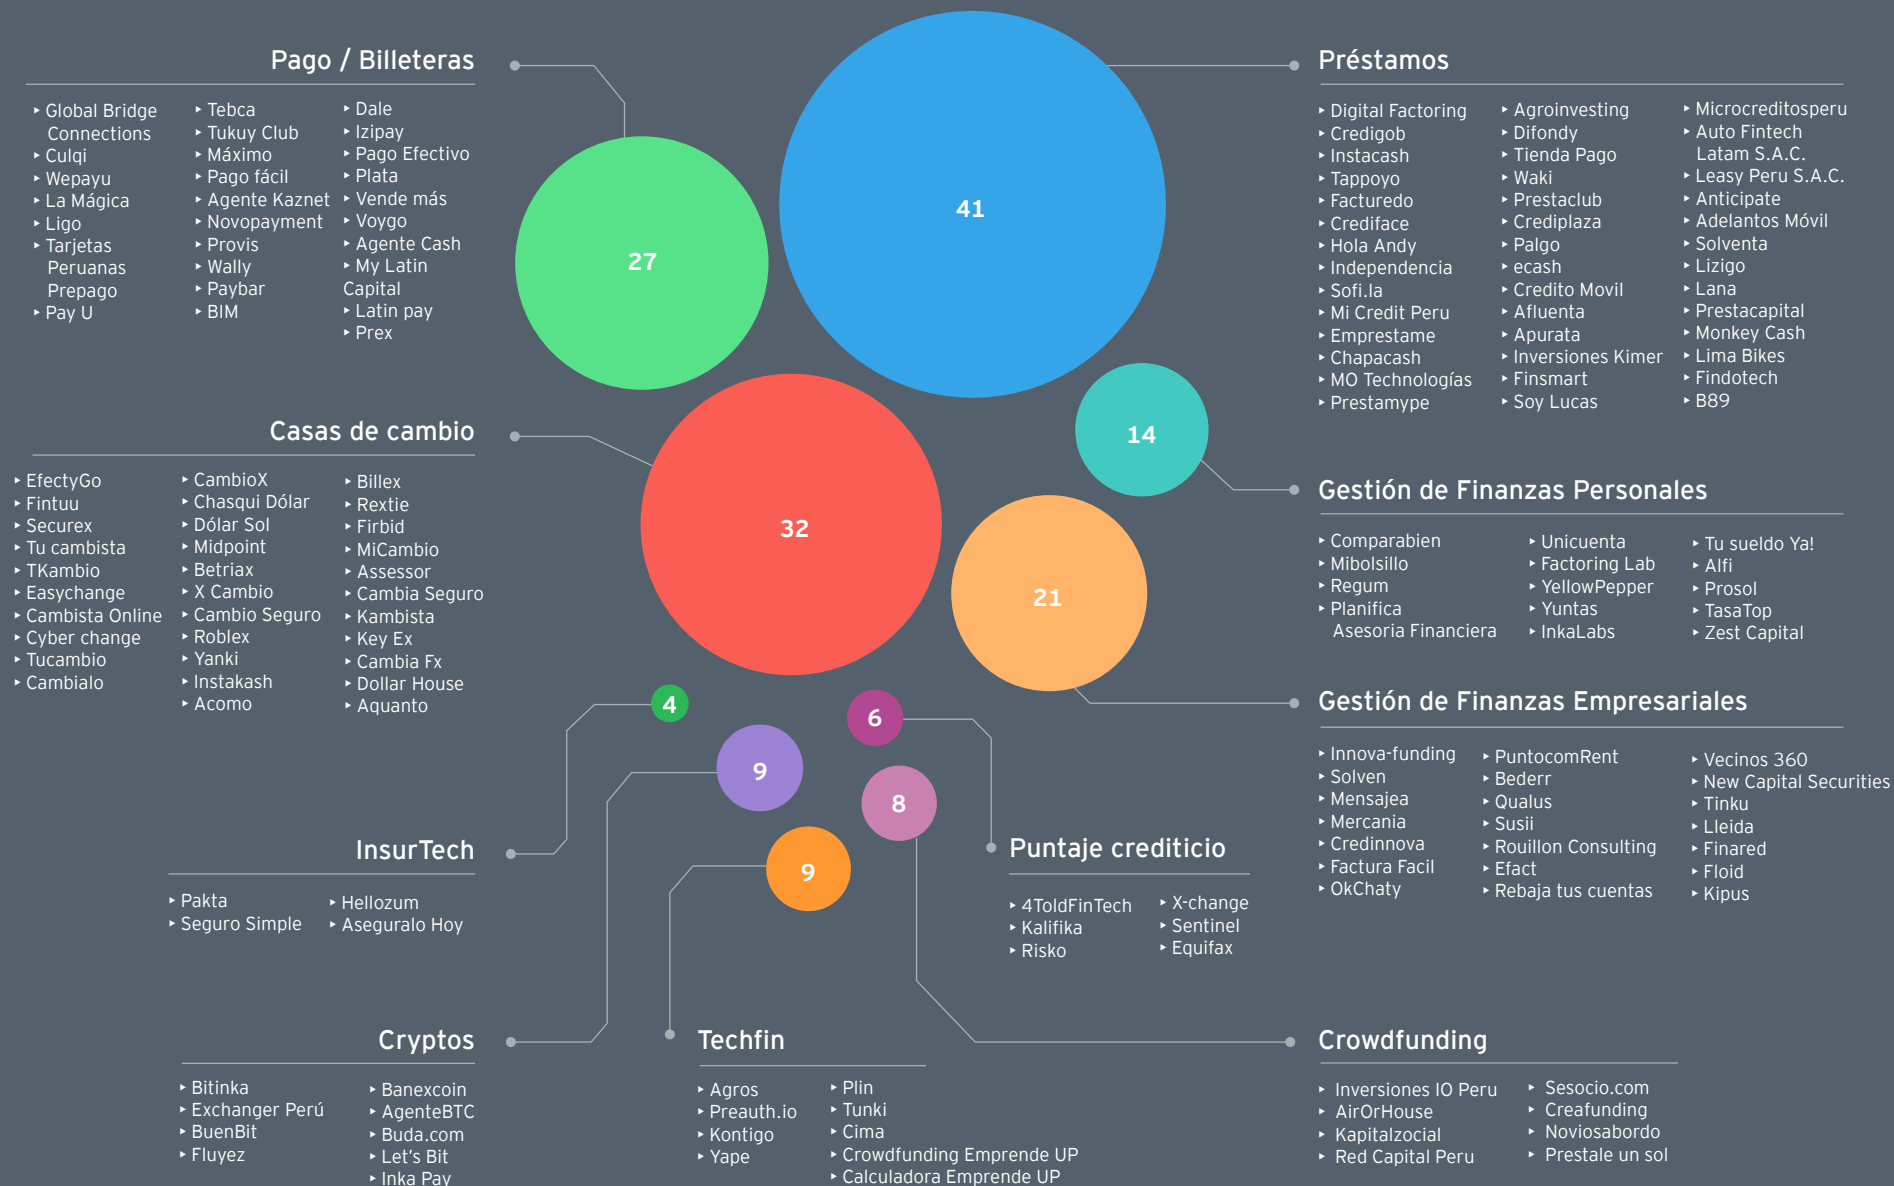 Pago / Billeteras
‣ Global Bridge
Connections
‣ Culqi
‣ Wepayu
‣ La Mágica
‣ Ligo
‣ Tarjetas
Peruanas
Prepago
‣ Pay U
‣ Tebca
‣ Tukuy Club
‣ Máximo
‣ Pago fácil
‣ Agente Kaznet
‣ Novopayment
‣ Provis
‣ Wally
‣ Paybar
‣ BIM
‣ Dale
‣ Izipay
‣ Pago Efectivo
‣ Plata
‣ Vende más
‣ Voygo
‣ Agente Cash
‣ My Latin
Capital
‣ Latin pay
‣ Prex
27
41
Préstamos
‣ Digital Factoring
‣ Credigob
‣ Instacash
‣ Tappoyo
‣ Facturedo
‣ Crediface
‣ Hola Andy
‣ Independencia
‣ Sofi.la
‣ Mi Credit Peru
‣ Emprestame
‣ Chapacash
‣ MO Technologías
‣ Prestamype
‣ Agroinvesting
‣ Difondy
‣ Tienda Pago
‣ Waki
‣ Prestaclub
‣ Crediplaza
‣ Palgo
‣ ecash
‣ Credito Movil
‣ Afluenta
‣ Apurata
‣ Inversiones Kimer
‣ Finsmart
‣ Soy Lucas
‣ Microcreditosperu
‣ Auto Fintech
Latam S.A.C.
‣ Leasy Peru S.A.C.
‣ Anticipate
‣ Adelantos Móvil
‣ Solventa
‣ Lizigo
‣ Lana
‣ Prestacapital
‣ Monkey Cash
‣ Lima Bikes
‣ Findotech
‣ B89
Casas de cambio
‣ EfectyGo
‣ Fintuu
‣ Securex
‣ Tu cambista
‣ TKambio
‣ Easychange
‣ Cambista Online
‣ Cyber change
‣ Tucambio
‣ Cambialo
‣ CambioX
‣ Chasqui Dólar
‣ Dólar Sol
‣ Midpoint
‣ Betriax
‣ X Cambio
‣ Cambio Seguro
‣ Roblex
‣ Yanki
‣ Instakash
‣ Acomo
‣ Billex
‣ Rextie
‣ Firbid
‣ MiCambio
‣ Assessor
‣ Cambia Seguro
‣ Kambista
‣ Key Ex
‣ Cambia Fx
‣ Dollar House
‣ Aquanto
32
14
Gestión de Finanzas Personales
‣ Comparabien
‣ Mibolsillo
‣ Regum
‣ Planifica
Asesoria Financiera
‣ Unicuenta
‣ Factoring Lab
‣ YellowPepper
‣ Yuntas
‣ InkaLabs
‣ Tu sueldo Ya!
‣ Alfi
‣ Prosol
‣ TasaTop
‣ Zest Capital
21
Gestión de Finanzas Empresariales
‣ Innova-funding
‣ Solven
‣ Mensajea
‣ Mercania
‣ Credinnova
‣ Factura Facil
‣ OkChaty
‣ PuntocomRent
‣ Bederr
‣ Qualus
‣ Susii
‣ Rouillon Consulting
‣ Efact
‣ Rebaja tus cuentas
‣ Vecinos 360
‣ New Capital Securities
‣ Tinku
‣ Lleida
‣ Finared
‣ Floid
‣ Kipus
4
6
9
8
9
InsurTech
‣ Pakta
‣ Seguro Simple
‣ Hellozum
‣ Aseguralo Hoy
Puntaje crediticio
‣ 4ToldFinTech
‣ Kalifika
‣ Risko
‣ X-change
‣ Sentinel
‣ Equifax
Cryptos
‣ Bitinka
‣ Exchanger Perú
‣ BuenBit
‣ Fluyez
‣ Banexcoin
‣ AgenteBTC
‣ Buda.com
‣ Let's Bit
‣ Inka Pay
Techfin
‣ Agros
‣ Preauth.io
‣ Kontigo
‣ Yape
‣ Plin
‣ Tunki
‣ Cima
‣ Crowdfunding Emprende UP
‣ Calculadora Emprende UP
Crowdfunding
‣ Inversiones IO Peru
‣ AirOrHouse
‣ Kapitalzocial
‣ Red Capital Peru
‣ Sesocio.com
‣ Creafunding
‣ Noviosabordo
‣ Prestale un sol